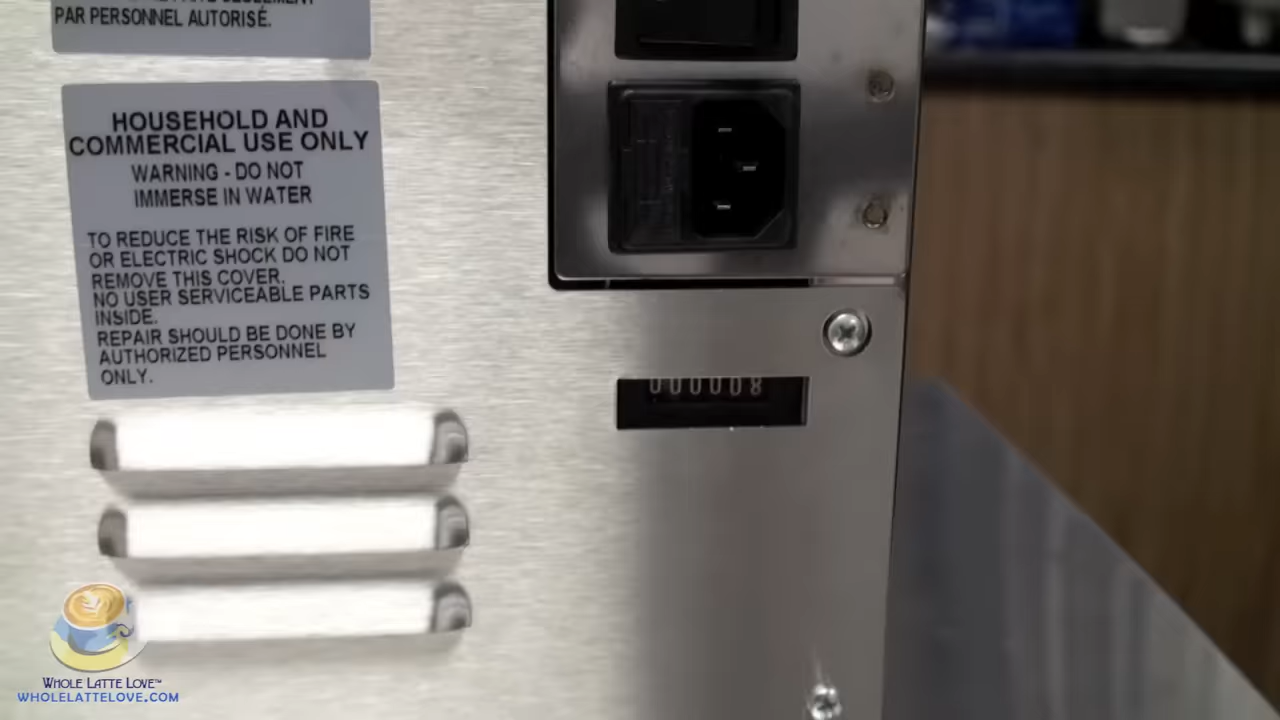 PAR PERSONNEL AUTORISÉ.
HOUSEHOLD AND
COMMERCIAL USE ONLY
WARNING - DO NOT
IMMERSE IN WATER
TO REDUCE THE RISK OF FIRE
OR ELECTRIC SHOCK DO NOT
REMOVE THIS COVER.
NO USER SERVICEABLE PARTS
INSIDE.
REPAIR SHOULD BE DONE BY
AUTHORIZED PERSONNEL
ONLY.
000008
WHOLE LATTE LOVE™
WHOLELATTELOVE.COM